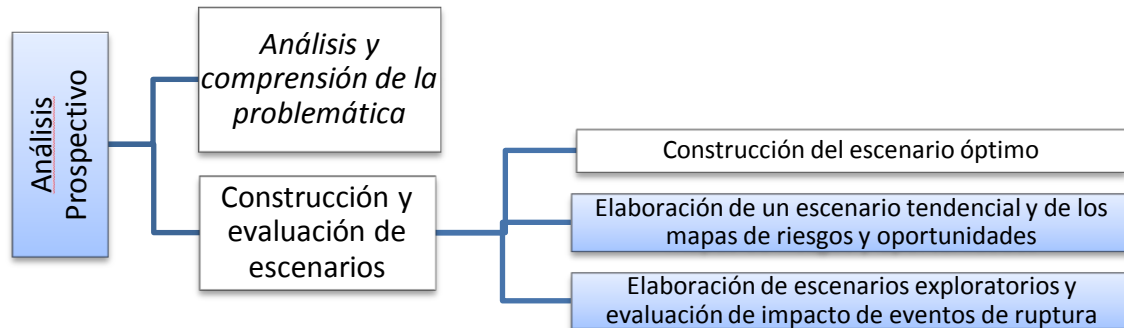 Análisis
Prospectivo
Análisis y
comprensión de la
problemática
Construcción y
evaluación de
escenarios
Construcción del escenario óptimo
Elaboración de un escenario tendencial y de los
mapas de riesgos y oportunidades
Elaboración de escenarios exploratorios y
evaluación de impacto de eventos de ruptura